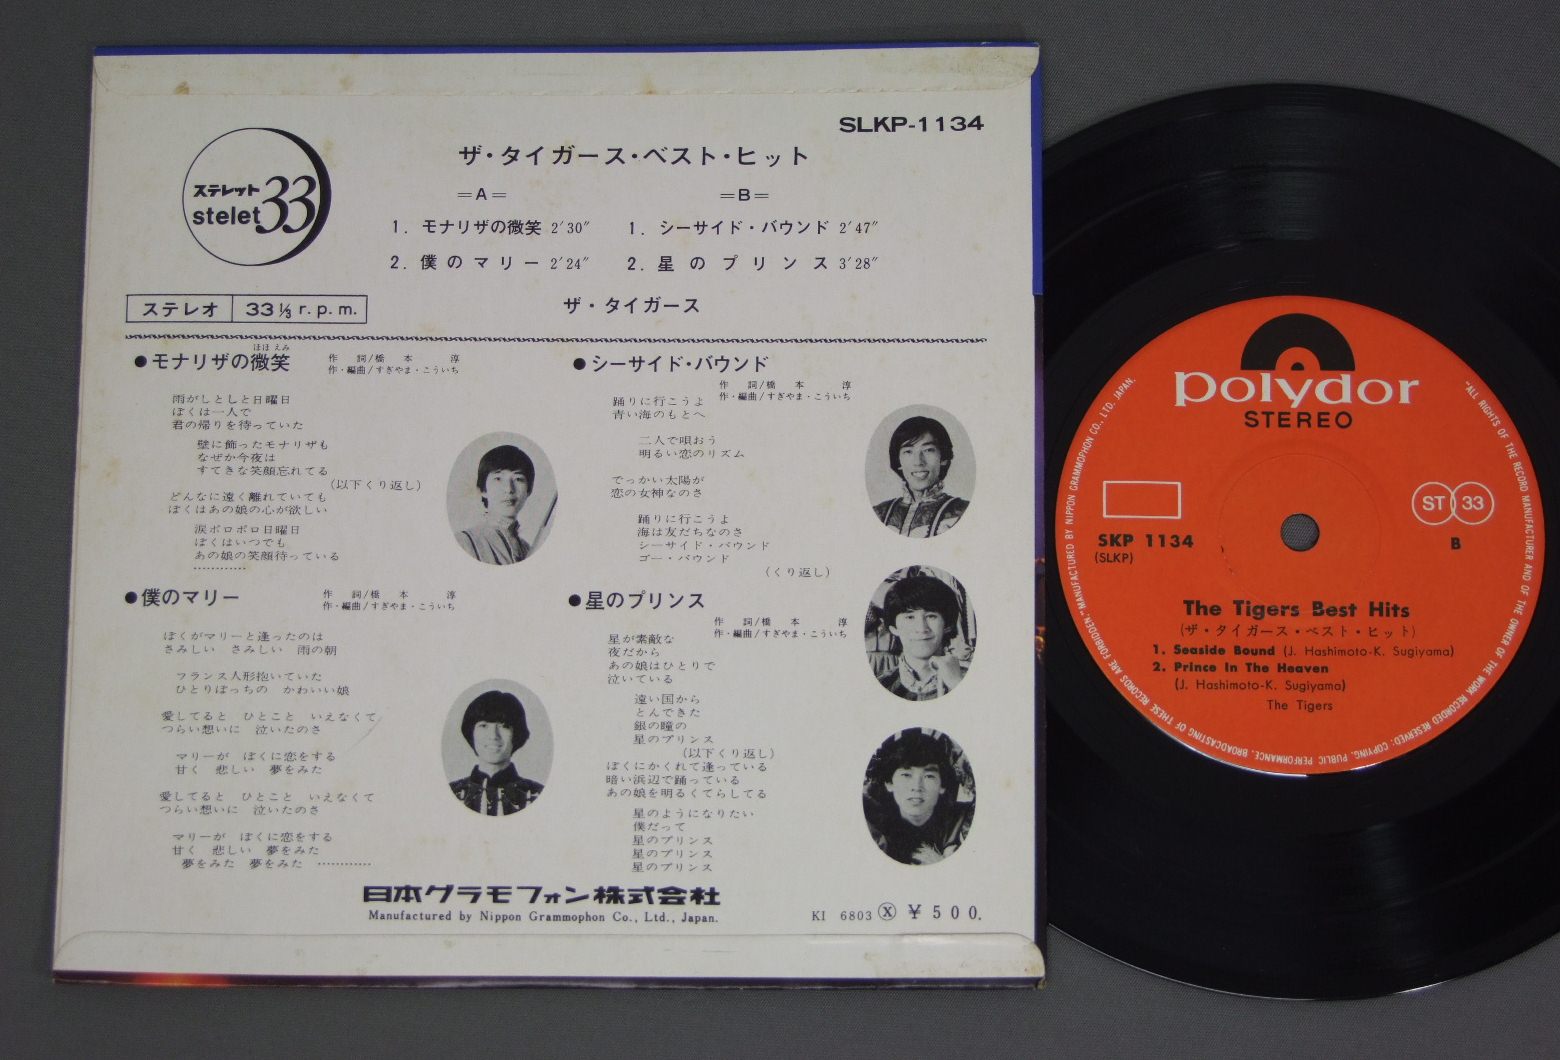 SLKP-1134
ステレット
stelet 33
ザ・タイガース・ベスト・ヒット
=A=
1. モナリザの微笑 2′30″
2. 僕のマリー 2′24″
=B=
1. シーサイド・バウンド 2′47″
2. 星のプリンス 3′28″
ザ・タイガース
ステレオ 33⅓ r.p.m.
ほほえみ
●モナリザの微笑
作詞/橋本淳
作・編曲/すぎやま・こういち
雨がしとしと日曜日
ぼくは一人で
君の帰りを待っていた
壁に飾ったモナリザも
なぜか今夜は
すてきな笑顔忘れてる
(以下くり返し)
どんなに遠く離れていても
ぼくはあの娘の心が欲しい
涙ポロポロ日曜日
ぼくはいつでも
あの娘の笑顔待っている
…………
●僕のマリー
作詞/橋本淳
作・編曲/すぎやま・こういち
ぼくがマリーと逢ったのは
さみしい さみしい 雨の朝
フランス人形抱いていた
ひとりぼっちの かわいい娘
愛してると ひとこと いえなくて
つらい想いに 泣いたのさ
マリーが ぼくに恋をする
甘く 悲しい 夢をみた
愛してると ひとこと いえなくて
つらい想いに 泣いたのさ
マリーが ぼくに恋をする
甘く 悲しい 夢をみた
夢をみた 夢をみた …………
●シーサイド・バウンド
作詞/橋本淳
作・編曲/すぎやま・こういち
踊りに行こうよ
青い海のもとへ
二人で唄おう
明るい恋のリズム
でっかい太陽が
恋の女神なのさ
踊りに行こうよ
海は友だちなのさ
シーサイド・バウンド
ゴー・バウンド
(くり返し)
●星のプリンス
作詞/橋本淳
作・編曲/すぎやま・こういち
星が素敵な
夜だから
あの娘はひとりで
泣いている
遠い国から
とんできた
銀の瞳の
星のプリンス
(以下くり返し)
ぼくにかくれて逢っている
暗い浜辺で踊っている
あの娘を明るくてらしてる
星のようになりたい
僕だって
星のプリンス
星のプリンス
星のプリンス
日本グラモフォン株式会社
Manufactured by Nippon Grammophon Co., Ltd., Japan.
KI 6803 Ⓧ ¥500.
polydor
STEREO
ST 33
SKP 1134
(SLKP)
B
The Tigers Best Hits
(ザ・タイガース・ベスト・ヒット)
1. Seaside Bound (J. Hashimoto-K. Sugiyama)
2. Prince In The Heaven
(J. Hashimoto-K. Sugiyama)
The Tigers
"ALL RIGHTS OF THE RECORD MANUFACTURER AND OF THE OWNER OF THE WORK RECORDED RESERVED. COPYING, PUBLIC PERFORMANCE, BROADCASTING OF THESE RECORDS ARE FORBIDDEN." MANUFACTURED BY NIPPON GRAMMOPHON CO., LTD. JAPAN.